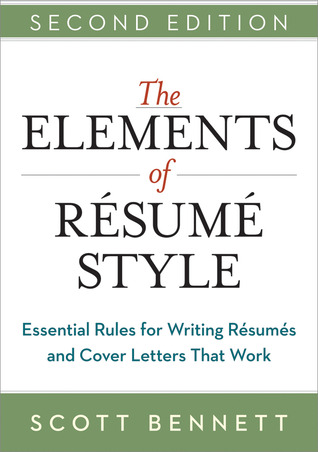 SECOND EDITION
The
ELEMENTS
of
RÉSUMÉ
STYLE
Essential Rules for Writing Résumés
and Cover Letters That Work
SCOTT BENNETT